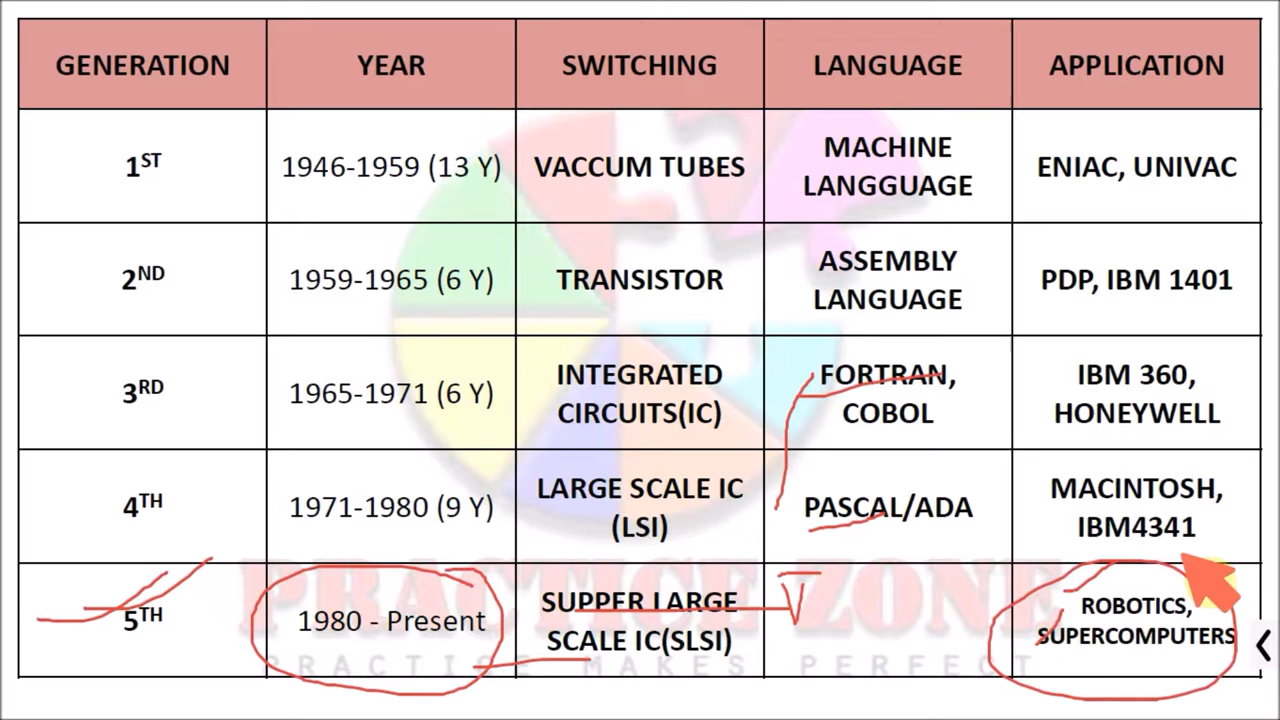 GENERATION YEAR SWITCHING LANGUAGE APPLICATION
1ST 1946-1959 (13 Y) VACCUM TUBES MACHINE LANGGUAGE ENIAC, UNIVAC
2ND 1959-1965 (6 Y) TRANSISTOR ASSEMBLY LANGUAGE PDP, IBM 1401
3RD 1965-1971 (6 Y) INTEGRATED CIRCUITS(IC) FORTRAN, COBOL IBM 360, HONEYWELL
4TH 1971-1980 (9 Y) LARGE SCALE IC (LSI) PASCAL/ADA MACINTOSH, IBM4341
5TH 1980 - Present SUPPER LARGE SCALE IC(SLSI) V ROBOTICS, SUPERCOMPUTERS
PRACTICE ZONE
PRACTICE MAKES PERFECT